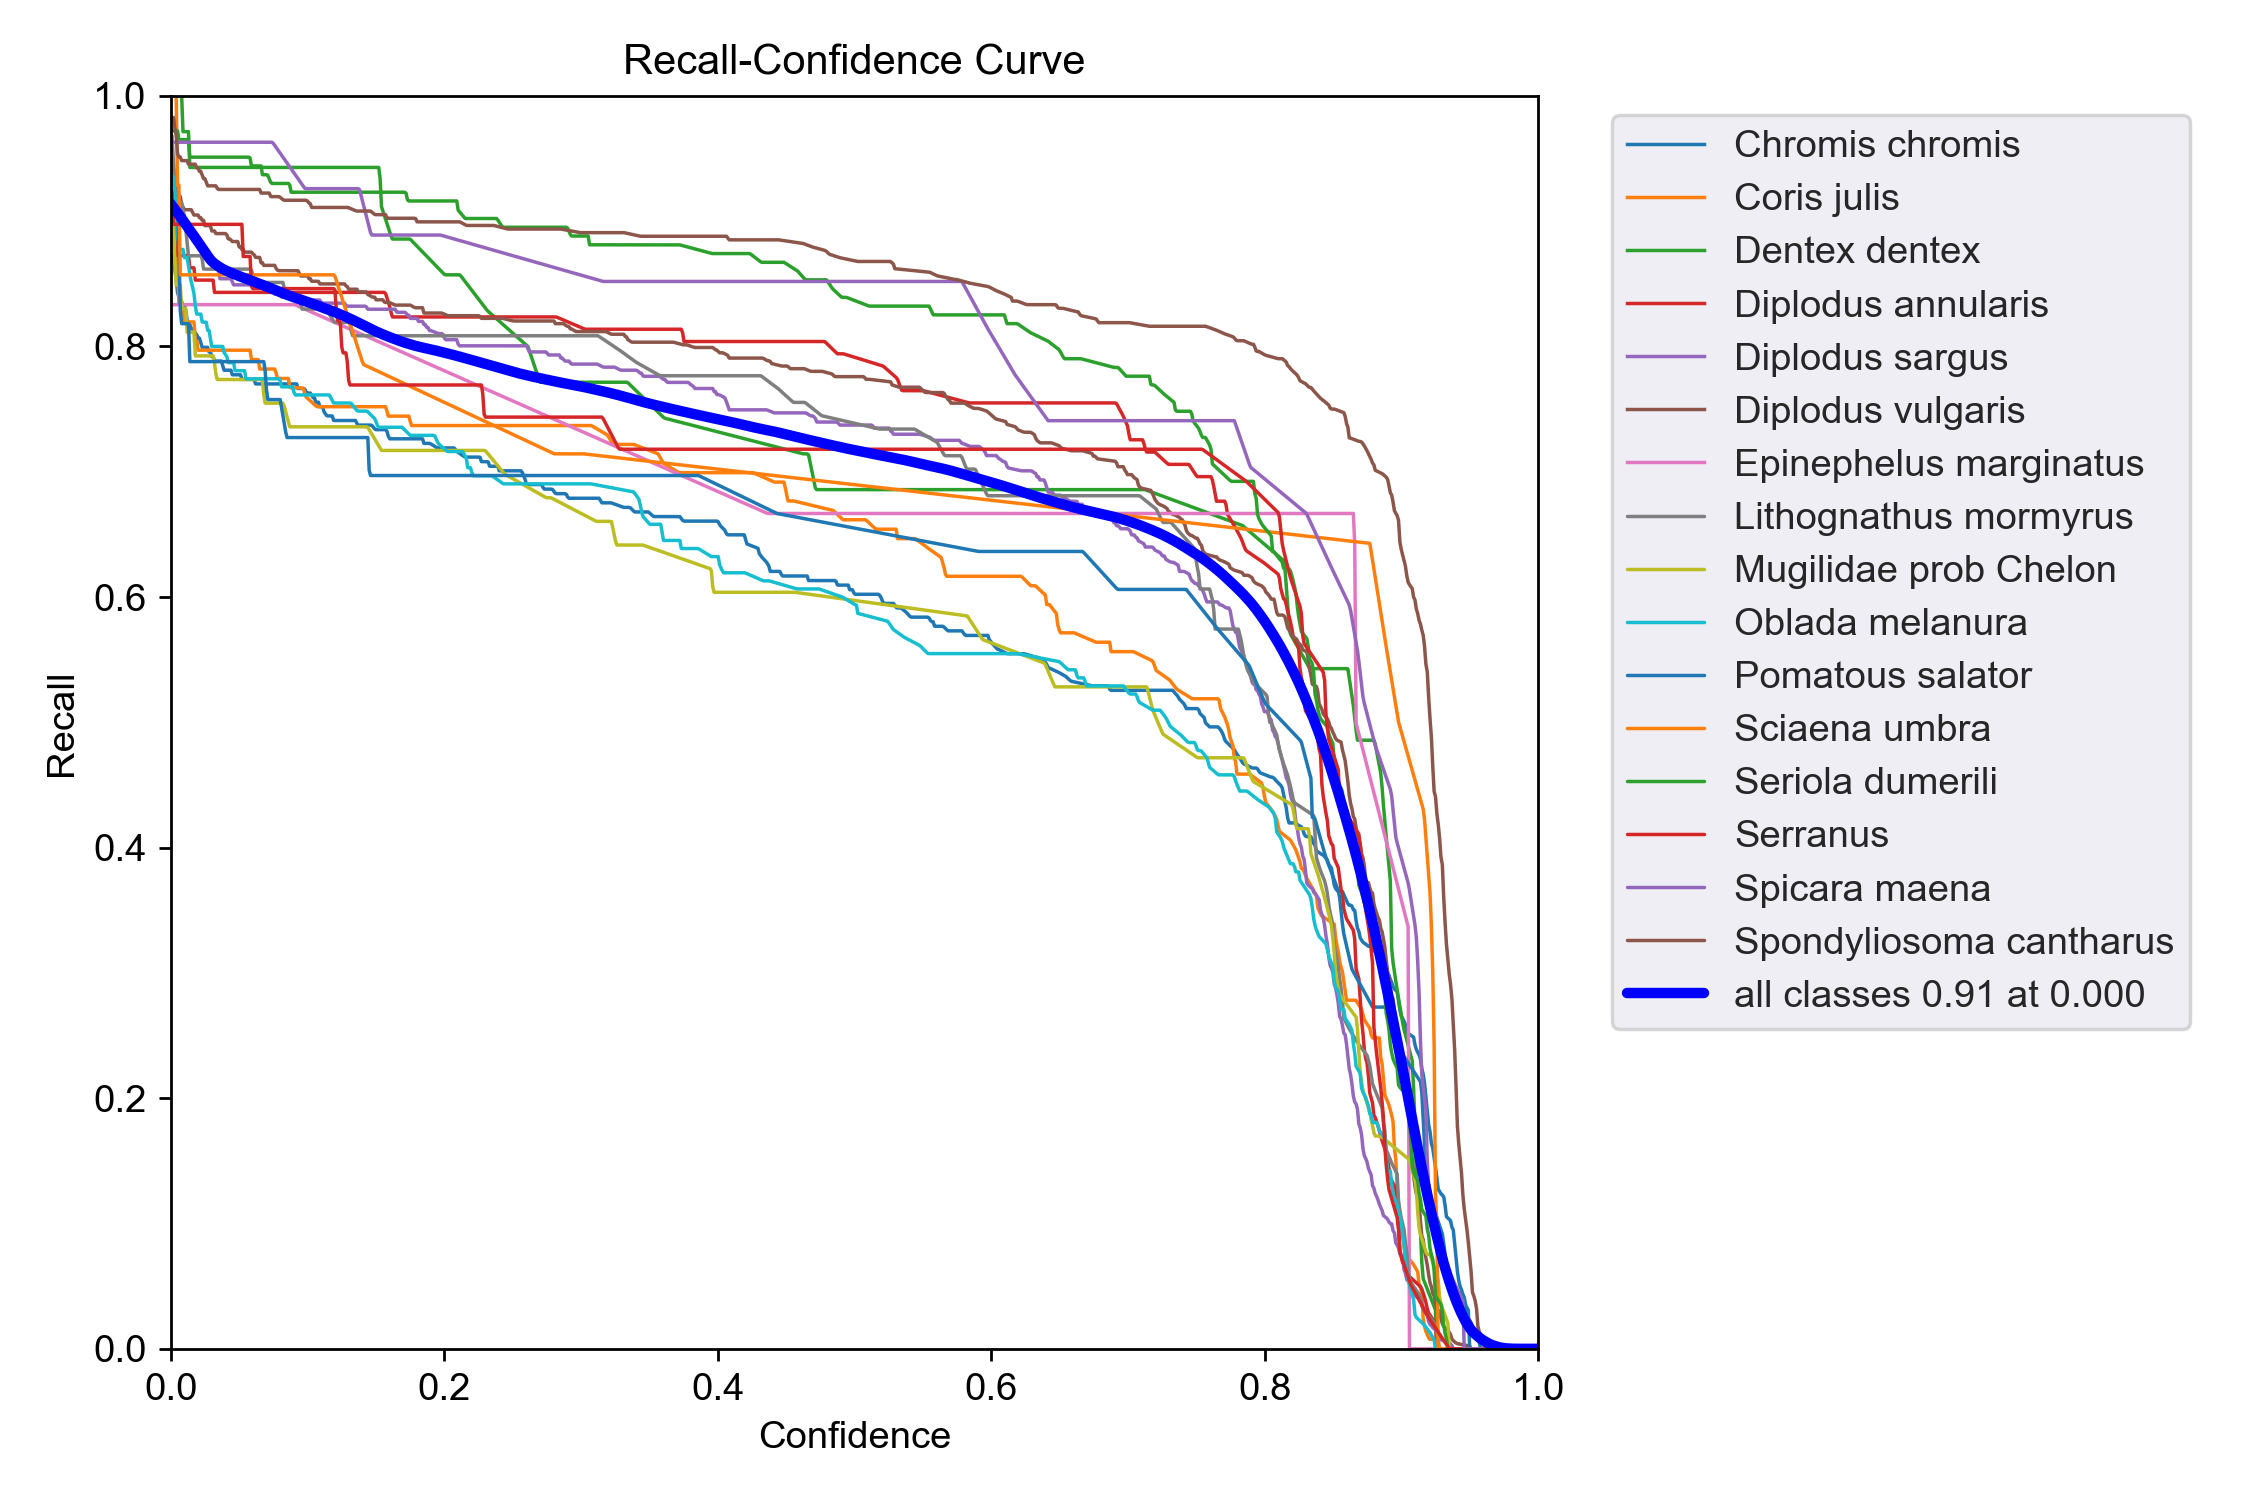 Recall-Confidence Curve
1.0
0.8
0.6
0.4
0.2
0.0
Recall
0.0 0.2 0.4 0.6 0.8 1.0
Confidence
Chromis chromis
Coris julis
Dentex dentex
Diplodus annularis
Diplodus sargus
Diplodus vulgaris
Epinephelus marginatus
Lithognathus mormyrus
Mugilidae prob Chelon
Oblada melanura
Pomatous salator
Sciaena umbra
Seriola dumerili
Serranus
Spicara maena
Spondyliosoma cantharus
all classes 0.91 at 0.000